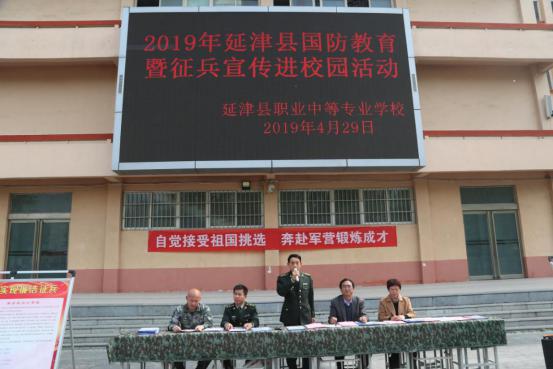 2019年延津县国防教育
暨征兵宣传进校园活动
延津县职业中等专业学校
2019年4月29日
自觉接受祖国挑选 奔赴军营锻炼成才